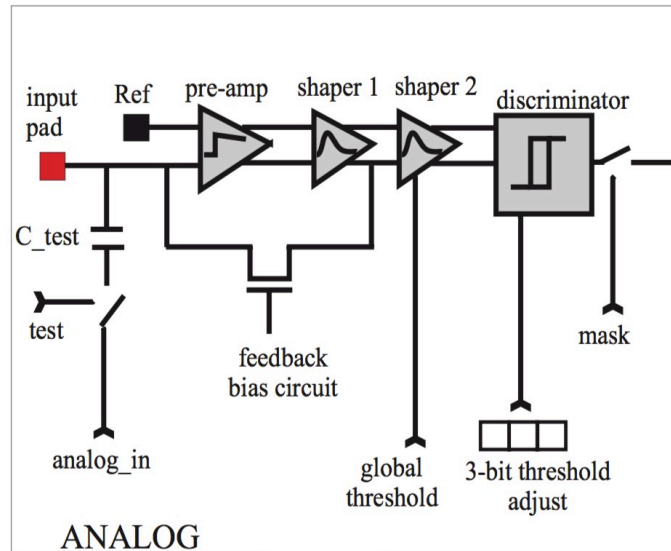 input
pad
Ref
pre-amp
shaper 1
shaper 2
discriminator
C_test
test
analog_in
feedback
bias circuit
global
threshold
3-bit threshold
adjust
mask
ANALOG